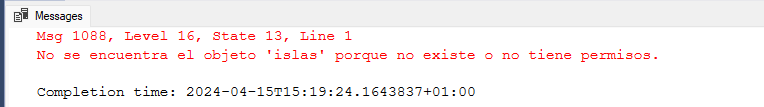 Messages
Msg 1088, Level 16, State 13, Line 1
No se encuentra el objeto 'islas' porque no existe o no tiene permisos.
Completion time: 2024-04-15T15:19:24.1643837+01:00